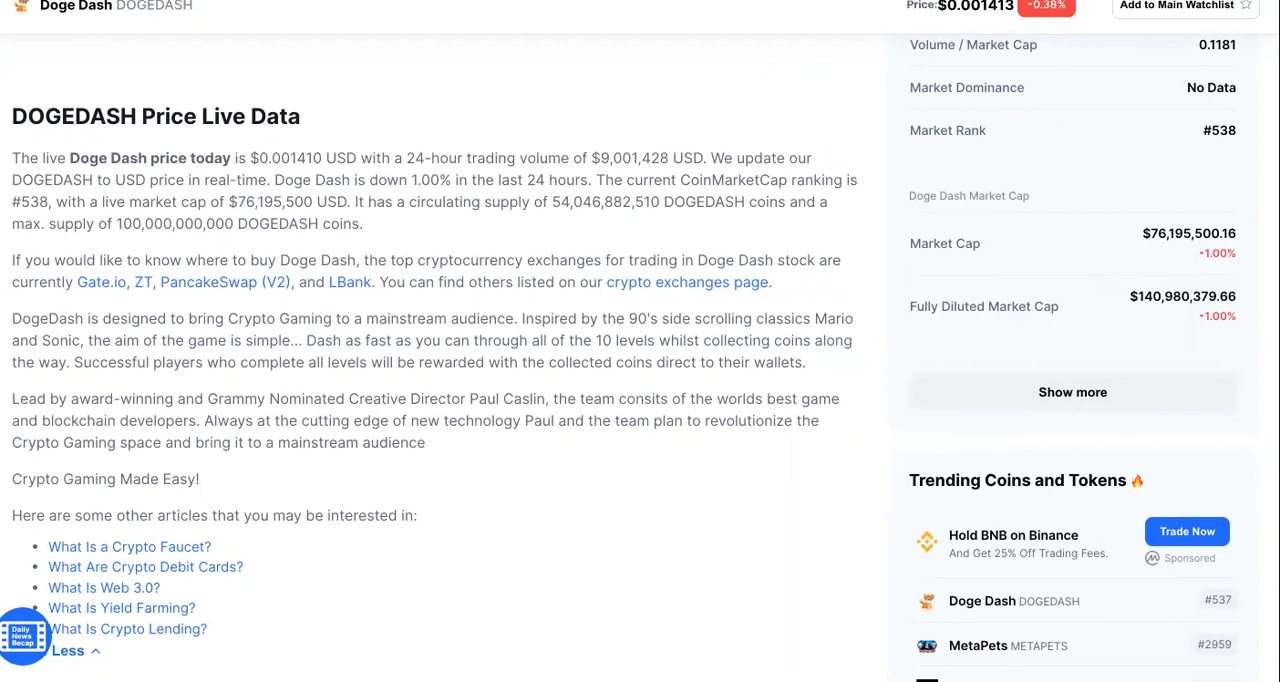 Doge Dash DOGEDASH
Price:$0.001413 -0.38%
Add to Main Watchlist
DOGEDASH Price Live Data
The live Doge Dash price today is $0.001410 USD with a 24-hour trading volume of $9,001,428 USD. We update our
DOGEDASH to USD price in real-time. Doge Dash is down 1.00% in the last 24 hours. The current CoinMarketCap ranking is
#538, with a live market cap of $76,195,500 USD. It has a circulating supply of 54,046,882,510 DOGEDASH coins and a
max. supply of 100,000,000,000 DOGEDASH coins.
If you would like to know where to buy Doge Dash, the top cryptocurrency exchanges for trading in Doge Dash stock are
currently Gate.io, ZT, PancakeSwap (V2), and LBank. You can find others listed on our crypto exchanges page.
DogeDash is designed to bring Crypto Gaming to a mainstream audience. Inspired by the 90's side scrolling classics Mario
and Sonic, the aim of the game is simple... Dash as fast as you can through all of the 10 levels whilst collecting coins along
the way. Successful players who complete all levels will be rewarded with the collected coins direct to their wallets.
Lead by award-winning and Grammy Nominated Creative Director Paul Caslin, the team consits of the worlds best game
and blockchain developers. Always at the cutting edge of new technology Paul and the team plan to revolutionize the
Crypto Gaming space and bring it to a mainstream audience
Crypto Gaming Made Easy!
Here are some other articles that you may be interested in:
• What Is a Crypto Faucet?
• What Are Crypto Debit Cards?
• What Is Web 3.0?
• What Is Yield Farming?
What Is Crypto Lending?
Less
Daily
News
Recap
Volume / Market Cap 0.1181
Market Dominance No Data
Market Rank #538
Doge Dash Market Cap
Market Cap $76,195,500.16
-1.00%
Fully Diluted Market Cap $140,980,379.66
-1.00%
Show more
Trending Coins and Tokens 🔥
Hold BNB on Binance
And Get 25% Off Trading Fees.
Trade Now
Sponsored
Doge Dash DOGEDASH #537
MetaPets METAPETS #2959